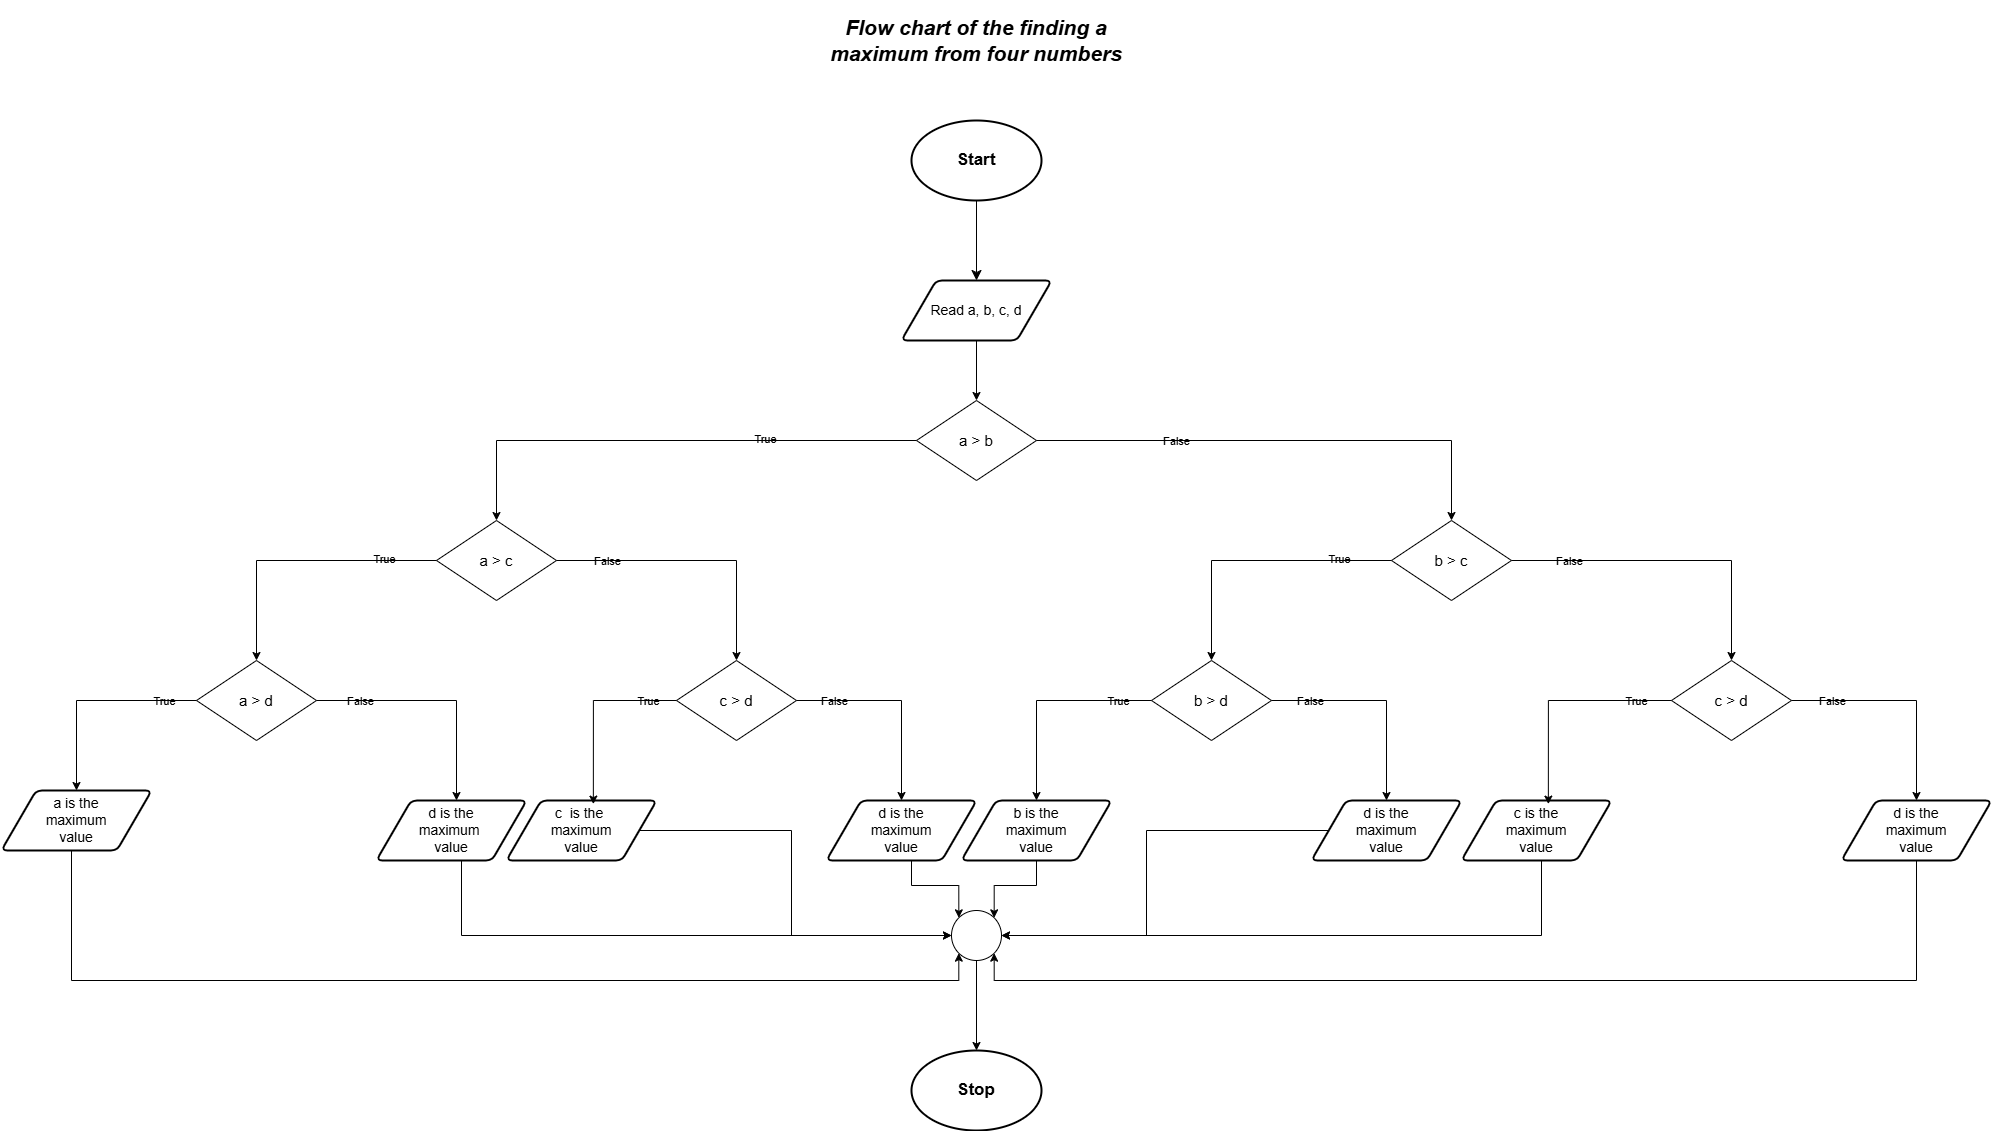 Flow chart of the finding a
maximum from four numbers
Start
Read a, b, c, d
a > b
True
False
a > c
True
False
b > c
True
False
a > d
True
False
c > d
True
False
b > d
True
False
c > d
True
False
a is the
maximum
value
d is the
maximum
value
c is the
maximum
value
d is the
maximum
value
b is the
maximum
value
d is the
maximum
value
c is the
maximum
value
d is the
maximum
value
Stop